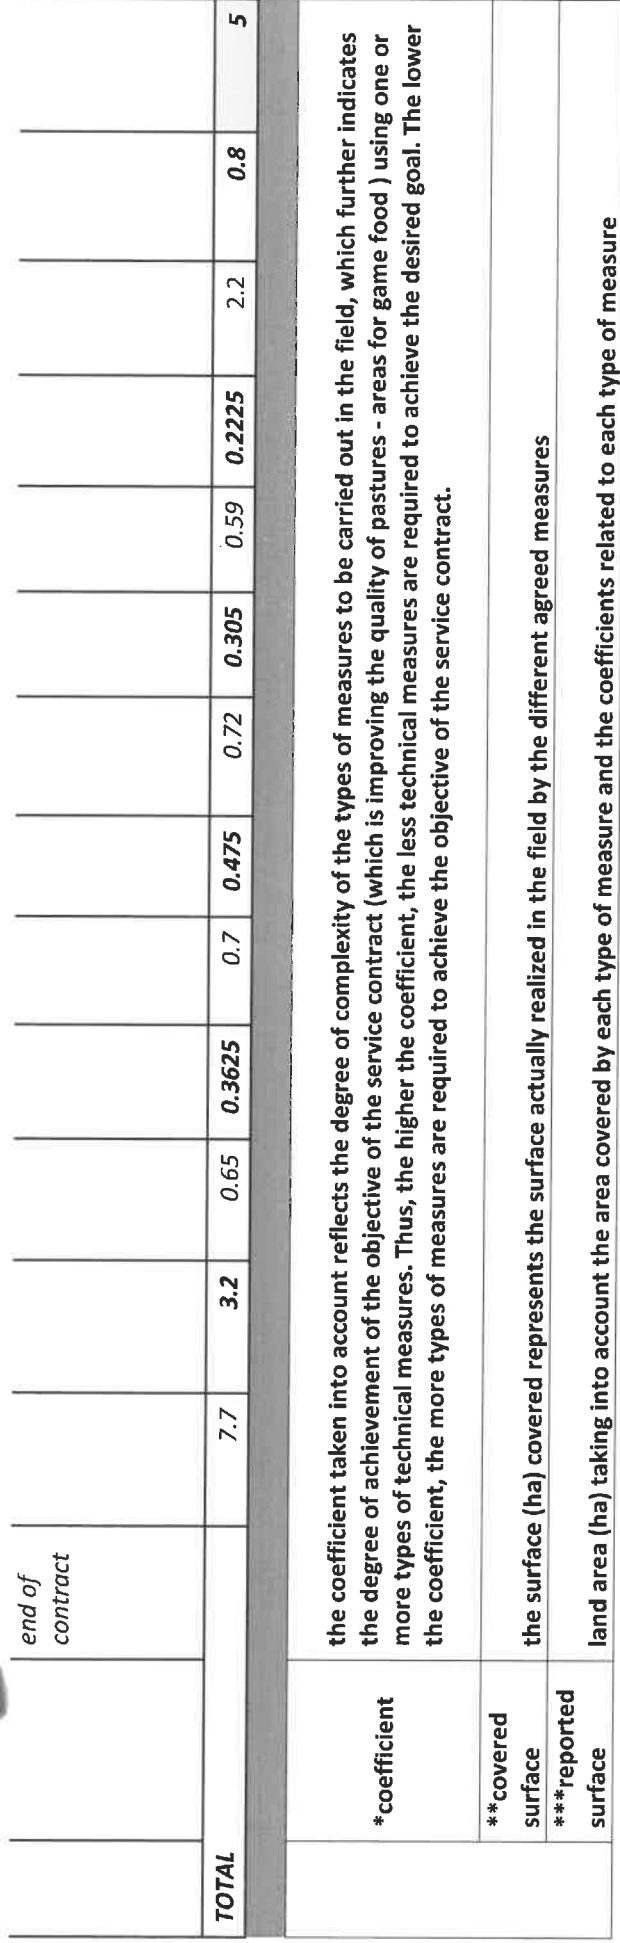 end of
contract
TOTAL 7.7 3.2 0.65 0.3625 0.7 0.475 0.72 0.305 0.59 0.2225 2.2 0.8 5
*coefficient
the coefficient taken into account reflects the degree of complexity of the types of measures to be carried out in the field, which further indicates
the degree of achievement of the objective of the service contract (which is improving the quality of pastures - areas for game food ) using one or
more types of technical measures. Thus, the higher the coefficient, the less technical measures are required to achieve the desired goal. The lower
the coefficient, the more types of measures are required to achieve the objective of the service contract.
**covered
surface
the surface (ha) covered represents the surface actually realized in the field by the different agreed measures
***reported
surface
land area (ha) taking into account the area covered by each type of measure and the coefficients related to each type of measure